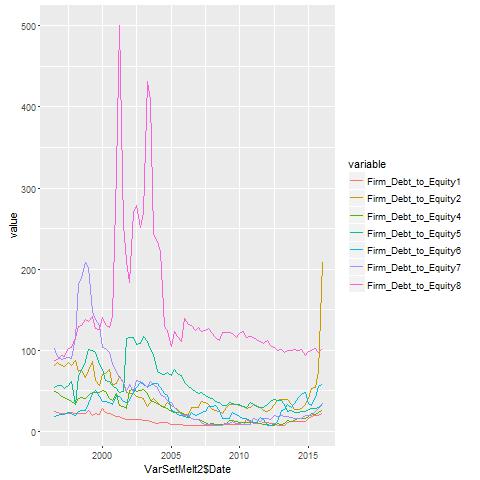 500
400
300
200
100
0
value
2000
2005
2010
2015
VarSetMelt2$Date
variable
Firm_Debt_to_Equity1
Firm_Debt_to_Equity2
Firm_Debt_to_Equity4
Firm_Debt_to_Equity5
Firm_Debt_to_Equity6
Firm_Debt_to_Equity7
Firm_Debt_to_Equity8